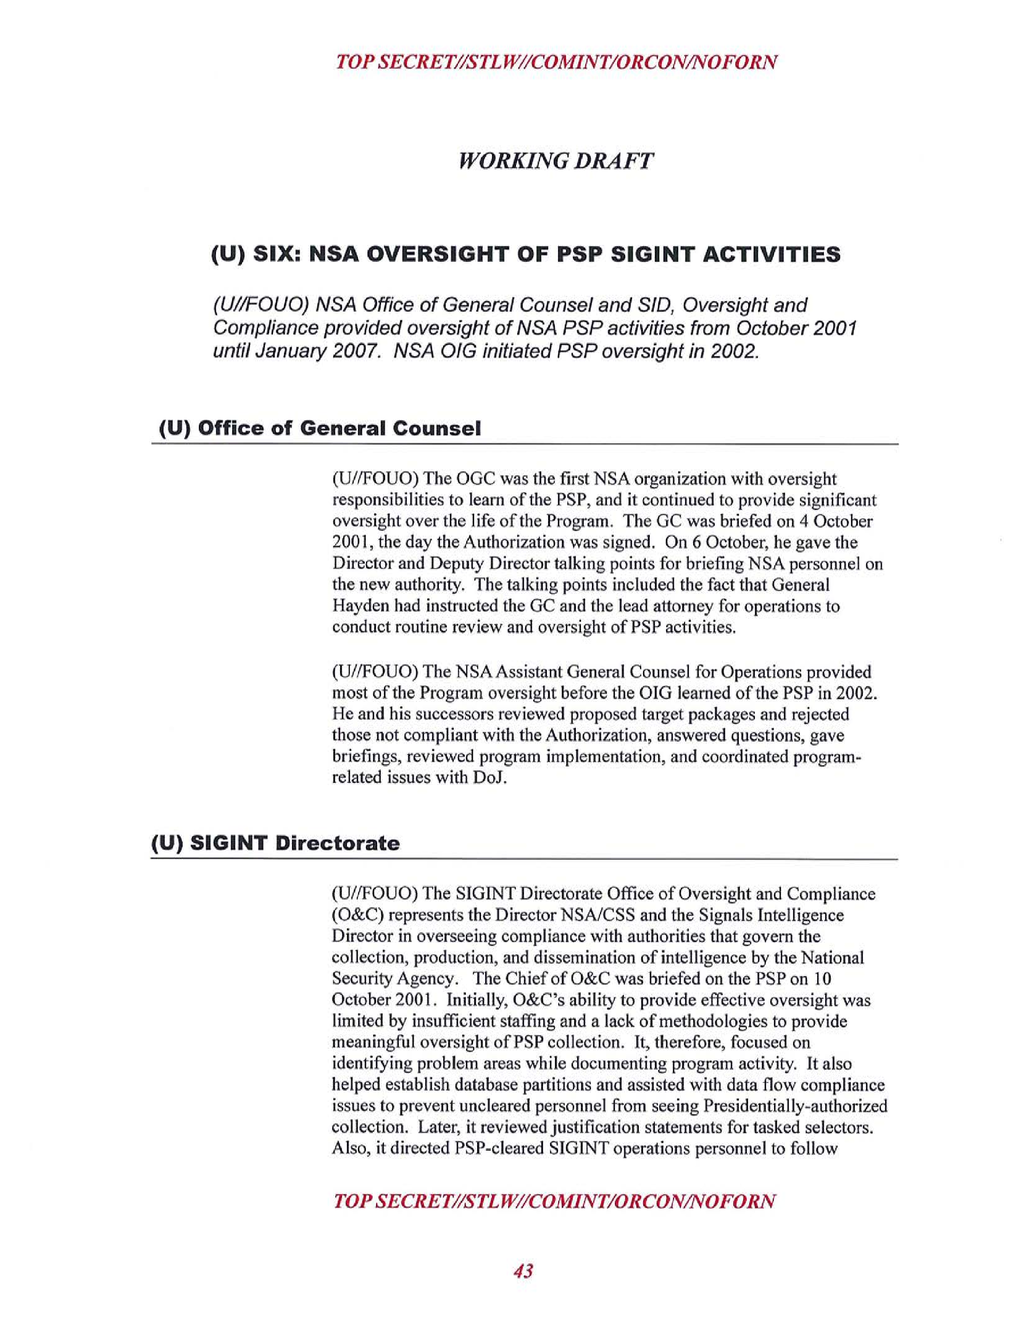 TOP SECRET//STLW//COMINT/ORCON/NOFORN
WORKING DRAFT
(U) SIX: NSA OVERSIGHT OF PSP SIGINT ACTIVITIES
(U//FOUO) NSA Office of General Counsel and SID, Oversight and
Compliance provided oversight of NSA PSP activities from October 2001
until January 2007. NSA OIG initiated PSP oversight in 2002.
(U) Office of General Counsel
(U//FOUO) The OGC was the first NSA organization with oversight
responsibilities to learn of the PSP, and it continued to provide significant
oversight over the life of the Program. The GC was briefed on 4 October
2001, the day the Authorization was signed. On 6 October, he gave the
Director and Deputy Director talking points for briefing NSA personnel on
the new authority. The talking points included the fact that General
Hayden had instructed the GC and the lead attorney for operations to
conduct routine review and oversight of PSP activities.
(U//FOUO) The NSA Assistant General Counsel for Operations provided
most of the Program oversight before the OIG learned of the PSP in 2002.
He and his successors reviewed proposed target packages and rejected
those not compliant with the Authorization, answered questions, gave
briefings, reviewed program implementation, and coordinated program-
related issues with DoJ.
(U) SIGINT Directorate
(U//FOUO) The SIGINT Directorate Office of Oversight and Compliance
(O&C) represents the Director NSA/CSS and the Signals Intelligence
Director in overseeing compliance with authorities that govern the
collection, production, and dissemination of intelligence by the National
Security Agency. The Chief of O&C was briefed on the PSP on 10
October 2001. Initially, O&C's ability to provide effective oversight was
limited by insufficient staffing and a lack of methodologies to provide
meaningful oversight of PSP collection. It, therefore, focused on
identifying problem areas while documenting program activity. It also
helped establish database partitions and assisted with data flow compliance
issues to prevent uncleared personnel from seeing Presidentially-authorized
collection. Later, it reviewed justification statements for tasked selectors.
Also, it directed PSP-cleared SIGINT operations personnel to follow
TOP SECRET//STLW//COMINT/ORCON/NOFORN
43